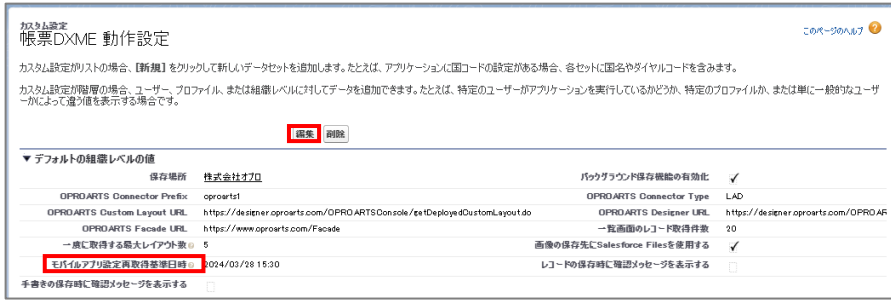 カスタム設定
帳票DXME 動作設定
このページのヘルプ
カスタム設定がリストの場合、[新規] をクリックして新しいデータセットを追加します。たとえば、アプリケーションに国コードの設定がある場合、各セットに国名やダイヤルコードを含みます。
カスタム設定が階層の場合、ユーザー、プロファイル、または組織レベルに対してデータを追加できます。たとえば、特定のユーザーがアプリケーションを実行しているかどうか、特定のプロファイルか、または単に一般的なユーザ
ーかによって違う値を表示する場合です。
編集 削除
▼ デフォルトの組織レベルの値
保存場所 株式会社オプロ バックグラウンド保存機能の有効化 ✓
OPROARTS Connector Prefix oproarts1 OPROARTS Connector Type LAD
OPROARTS Custom Layout URL https://designer.oproarts.com/OPROARTSConsole/getDeployedCustomLayout.do OPROARTS Designer URL https://designer.oproarts.com/OPROAR
OPROARTS Facade URL https://www.oproarts.com/Facade 一覧画面のレコード取得件数 20
一度に取得する最大レイアウト数 5 画像の保存先にSalesforce Filesを使用する ✓
モバイルアプリ設定再取得基準日時 2024/03/28 15:30 レコードの保存時に確認メッセージを表示する
手書きの保存時に確認メッセージを表示する